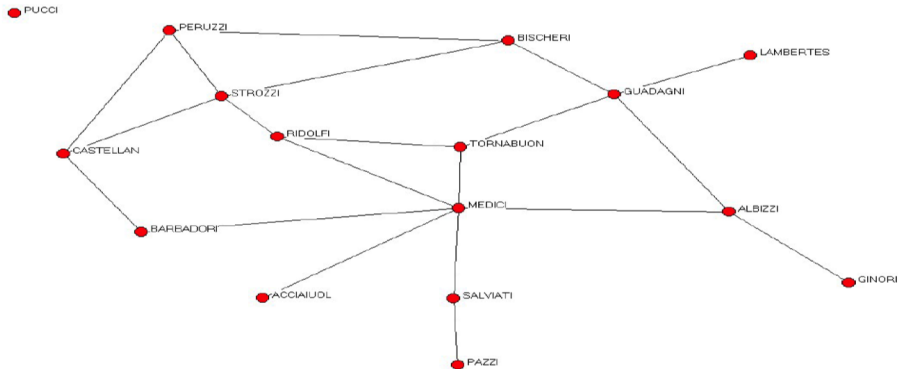 PUCCI
PERUZZI
BISCHERI
LAMBERTES
STROZZI
GUADAGNI
RIDOLFI
TORNABUON
CASTELLAN
MEDICI
ALBIZZI
BARBADORI
GINORI
ACCIAIUOL
SALVIATI
PAZZI